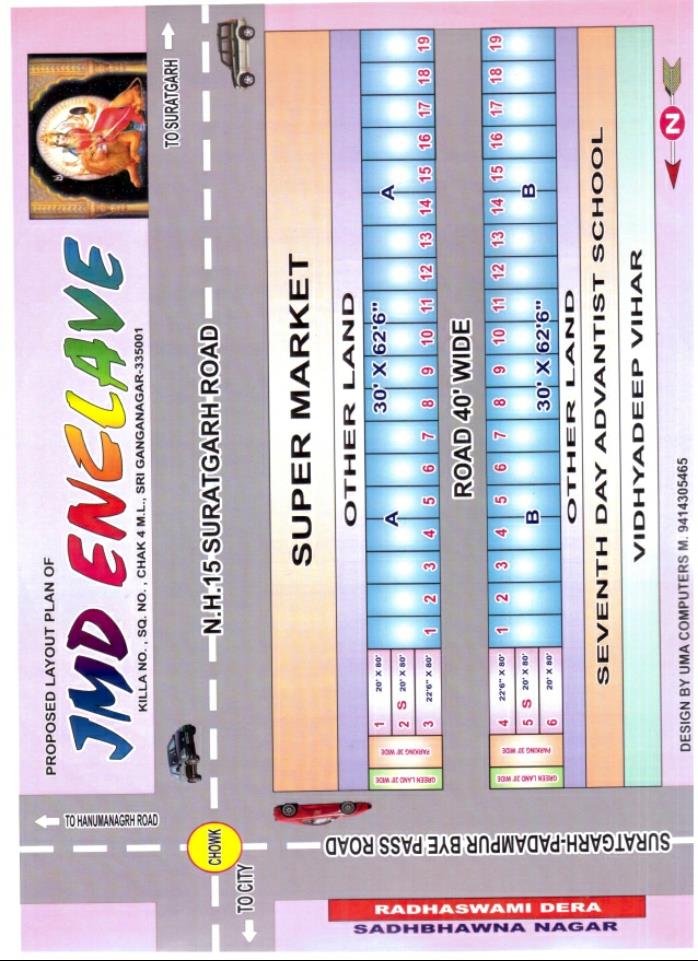 PROPOSED LAYOUT PLAN OF
JMD ENCLAVE
KILLA NO. , SQ. NO. , CHAK 4 M.L., SRI GANGANAGAR-335001
TO HANUMANAGRH ROAD
TO SURATGARH
N.H.15 SURATGARH ROAD
CHOWK
TO CITY
SUPER MARKET
OTHER LAND
1 2 3 4 5 6 7 8 9 10 11 12 13 14 15 16 17 18 19
A
30' X 62'6"
A
1 20' X 80'
2 S 20' X 80'
3 22'6" X 80'
PARKING 30' WIDE
GREEN LAND 20' WIDE
ROAD 40' WIDE
1 2 3 4 5 6 7 8 9 10 11 12 13 14 15 16 17 18 19
B
30' X 62'6"
B
4 22'6" X 80'
5 S 20' X 80'
6 20' X 80'
PARKING 30' WIDE
GREEN LAND 20' WIDE
OTHER LAND
SEVENTH DAY ADVANTIST SCHOOL
VIDHYADEEP VIHAR
SURATGARH-PADAMPUR BYE PASS ROAD
RADHASWAMI DERA
SADHBHAWNA NAGAR
N
DESIGN BY UMA COMPUTERS M. 9414305465